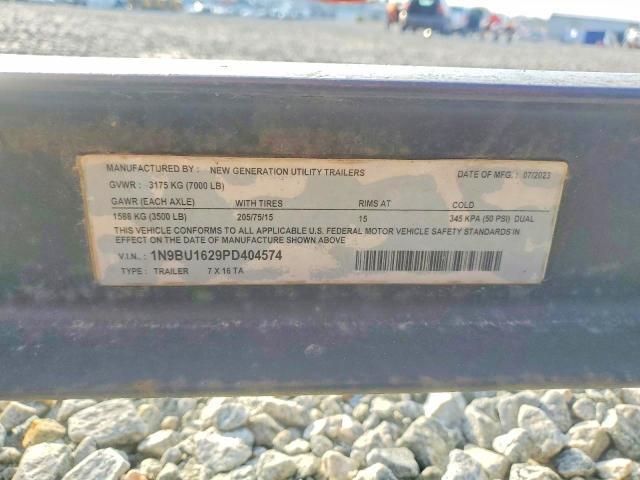 MANUFACTURED BY: NEW GENERATION UTILITY TRAILERS DATE OF MFG.: 07/2023
GVWR: 3175 KG (7000 LB)
GAWR (EACH AXLE) WITH TIRES RIMS AT COLD
1588 KG (3500 LB) 205/75/15 15 345 KPA (50 PSI) DUAL
THIS VEHICLE CONFORMS TO ALL APPLICABLE U.S. FEDERAL MOTOR VEHICLE SAFETY STANDARDS IN
EFFECT ON THE DATE OF MANUFACTURE SHOWN ABOVE
V.I.N.: 1N9BU1629PD404574
TYPE: TRAILER 7 X 16 TA